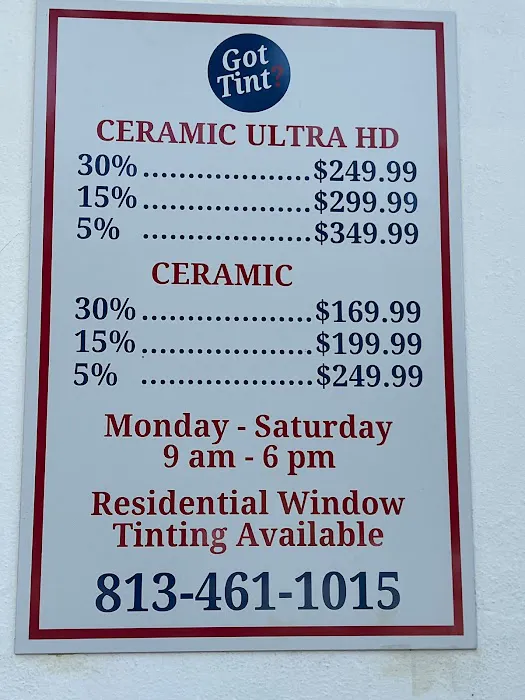 Got
Tint?
CERAMIC ULTRA HD
30%...................$249.99
15%...................$299.99
5% ...................$349.99
CERAMIC
30%...................$169.99
15%...................$199.99
5% ...................$249.99
Monday - Saturday
9 am - 6 pm
Residential Window
Tinting Available
813-461-1015